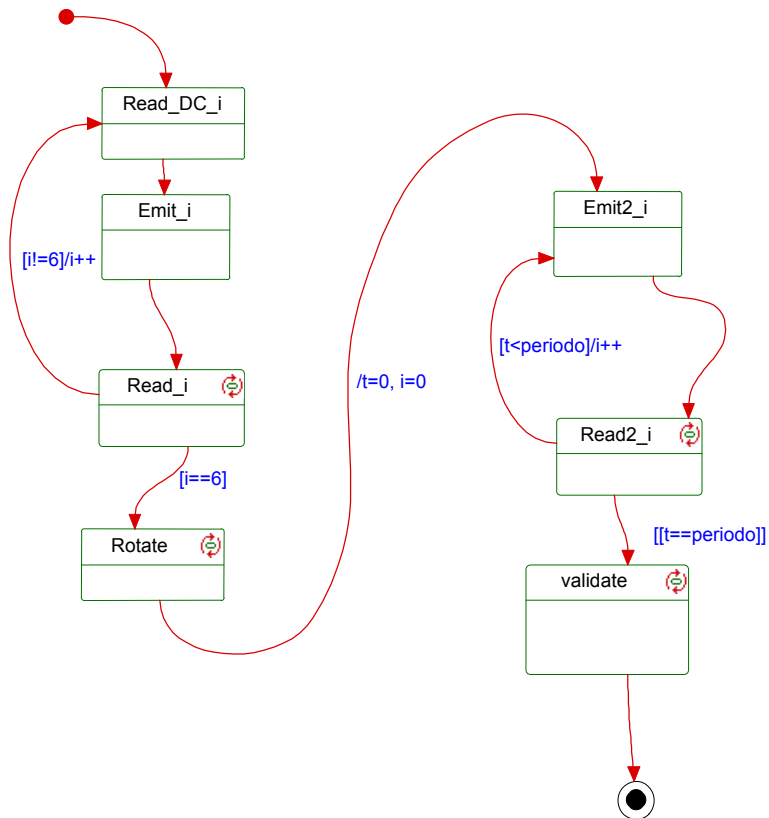 Read_DC_i
Emit_i
[i!=6]/i++
Read_i
[i==6]
Rotate
/t=0, i=0
Emit2_i
[t<periodo]/i++
Read2_i
[[t==periodo]]
validate